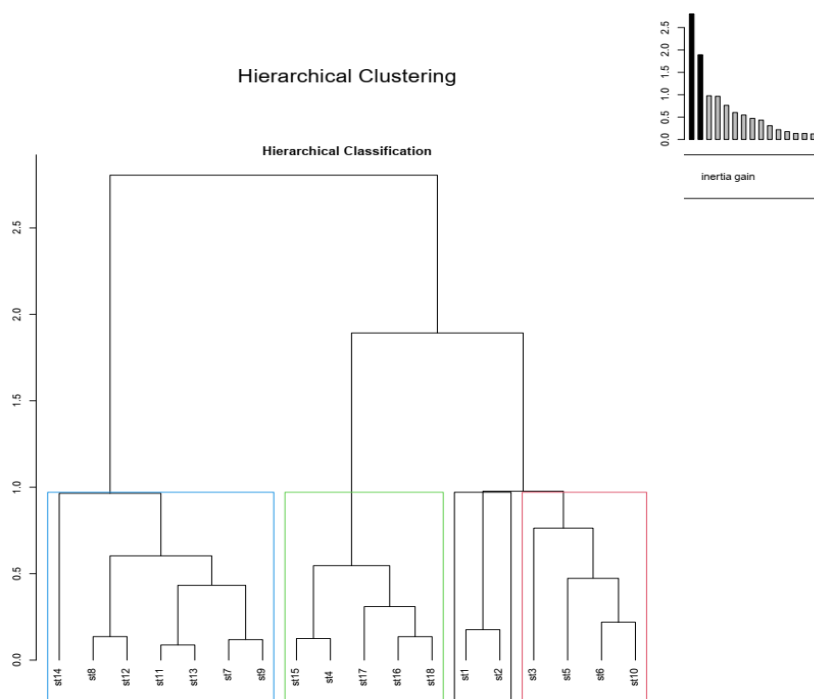 Hierarchical Clustering
0.0 0.5 1.0 1.5 2.0 2.5
inertia gain
Hierarchical Classification
0.0 0.5 1.0 1.5 2.0 2.5
st14 st8 st12 st11 st13 st7 st9 st15 st4 st17 st16 st18 st1 st2 st3 st5 st6 st10